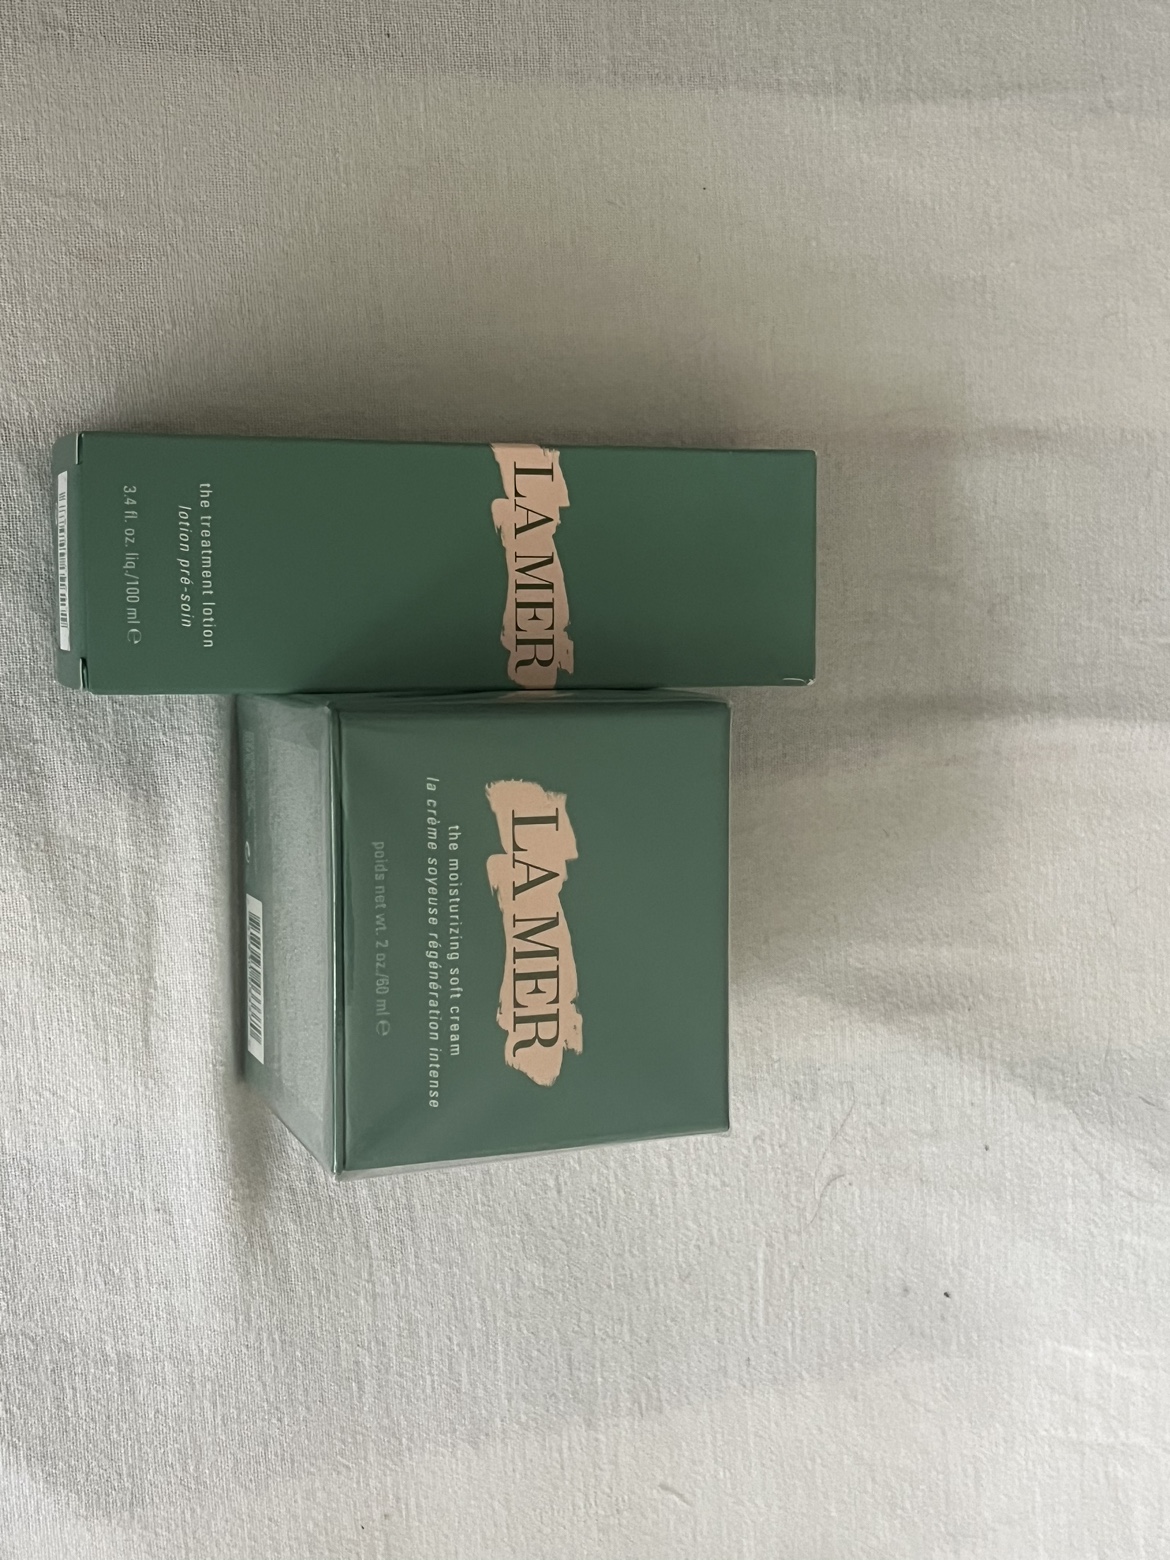 LA MER
the treatment lotion
lotion pré-soin
3.4 fl. oz. liq./100 ml ℮
LA MER
the moisturizing soft cream
la crème soyeuse régénération intense
poids net wt. 2 oz./60 ml ℮